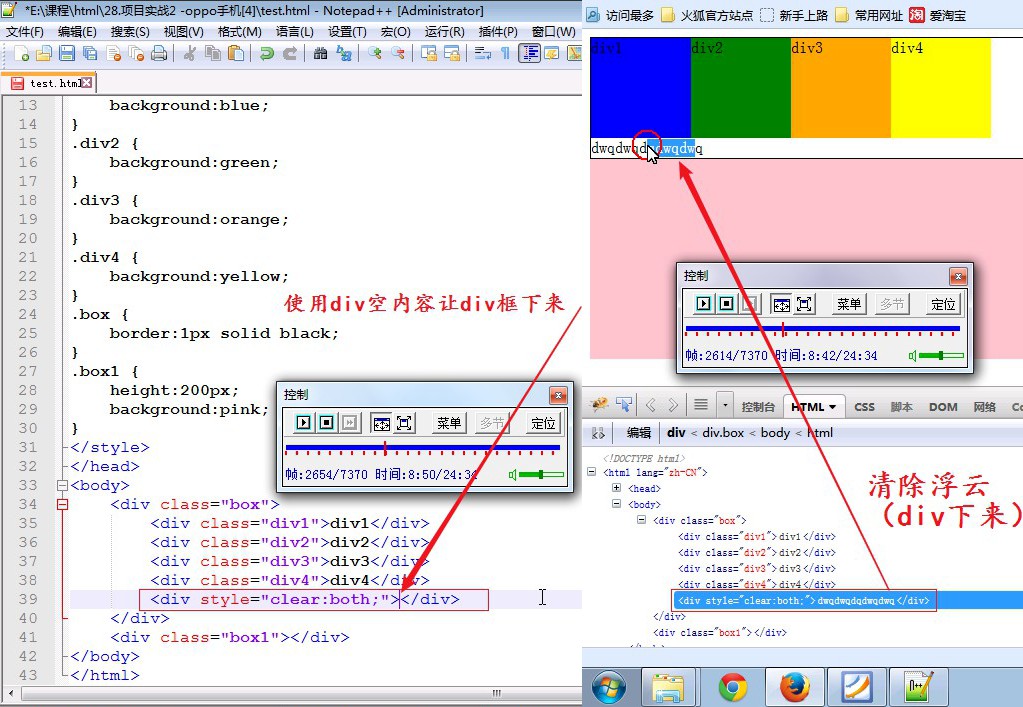 *E:\课程\html\28.项目实战2 -oppo手机[4]\test.html - Notepad++ [Administrator]
文件(F) 编辑(E) 搜索(S) 视图(V) 格式(M) 语言(L) 设置(T) 宏(O) 运行(R) 插件(P) 窗口(W)
test.html
13 background:blue;
14 }
15 .div2 {
16 background:green;
17 }
18 .div3 {
19 background:orange;
20 }
21 .div4 {
22 background:yellow;
23 }
24 .box {
25 border:1px solid black;
26 }
27 .box1 {
28 height:200px;
29 background:pink;
30 }
31 </style>
32 </head>
33 <body>
34 <div class="box">
35 <div class="div1">div1</div>
36 <div class="div2">div2</div>
37 <div class="div3">div3</div>
38 <div class="div4">div4</div>
39 <div style="clear:both;"></div>
40 </div>
41 <div class="box1"></div>
42 </body>
43 </html>
使用div空内容让div框下来
控制
菜单 多节 定位
帧:2654/7370 时间:8:50/24:34
访问最多 火狐官方站点 新手上路 常用网址 爱淘宝
div1 div2 div3 div4
控制
菜单 多节 定位
帧:2614/7370 时间:8:42/24:34
控制台 HTML CSS 脚本 DOM 网络
编辑 div < div.box < body < html
<!DOCTYPE html>
<html lang="zh-CN">
<head>
<body>
<div class="box">
<div class="div1">div1</div>
<div class="div2">div2</div>
<div class="div3">div3</div>
<div class="div4">div4</div>
<div style="clear:both;">dwqdwqdqdwqdwq</div>
</div>
<div class="box1"></div>
清除浮云
(div下来)